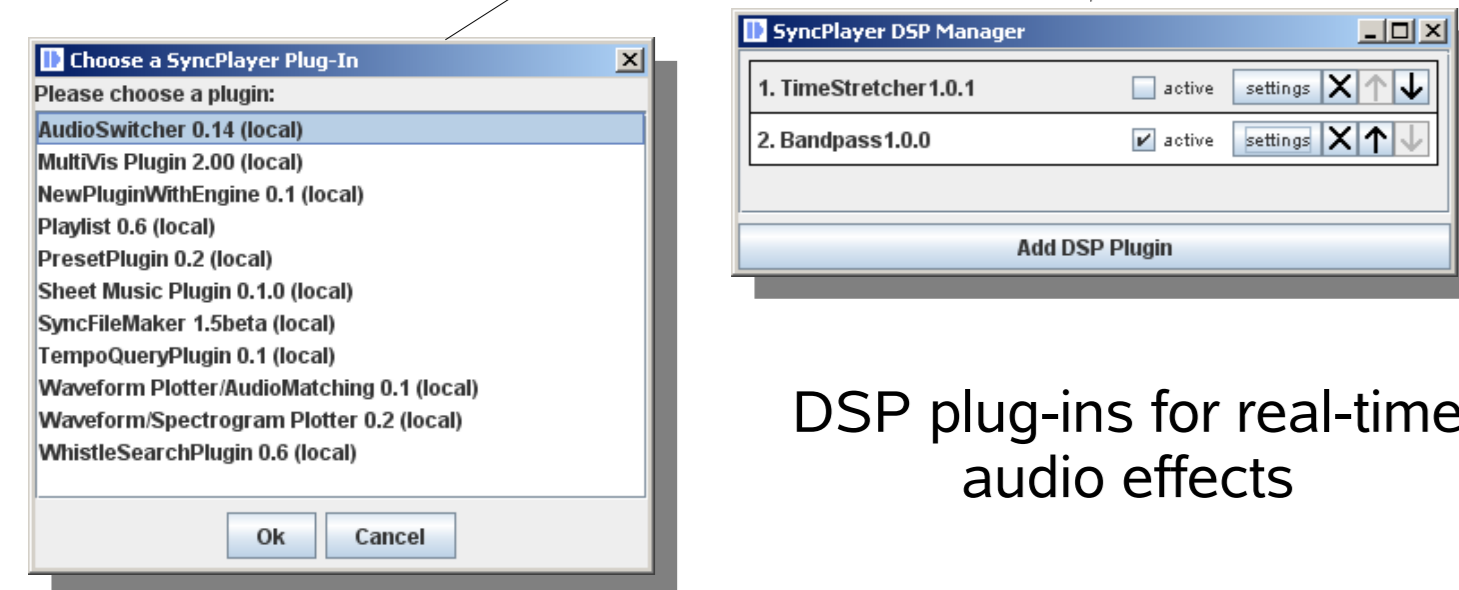 Choose a SyncPlayer Plug-In
Please choose a plugin:
AudioSwitcher 0.14 (local)
MultiVis Plugin 2.00 (local)
NewPluginWithEngine 0.1 (local)
Playlist 0.6 (local)
PresetPlugin 0.2 (local)
Sheet Music Plugin 0.1.0 (local)
SyncFileMaker 1.5beta (local)
TempoQueryPlugin 0.1 (local)
Waveform Plotter/AudioMatching 0.1 (local)
Waveform/Spectrogram Plotter 0.2 (local)
WhistleSearchPlugin 0.6 (local)
Ok Cancel
SyncPlayer DSP Manager
1. TimeStretcher1.0.1 active settings
2. Bandpass1.0.0 active settings
Add DSP Plugin
DSP plug-ins for real-time
audio effects